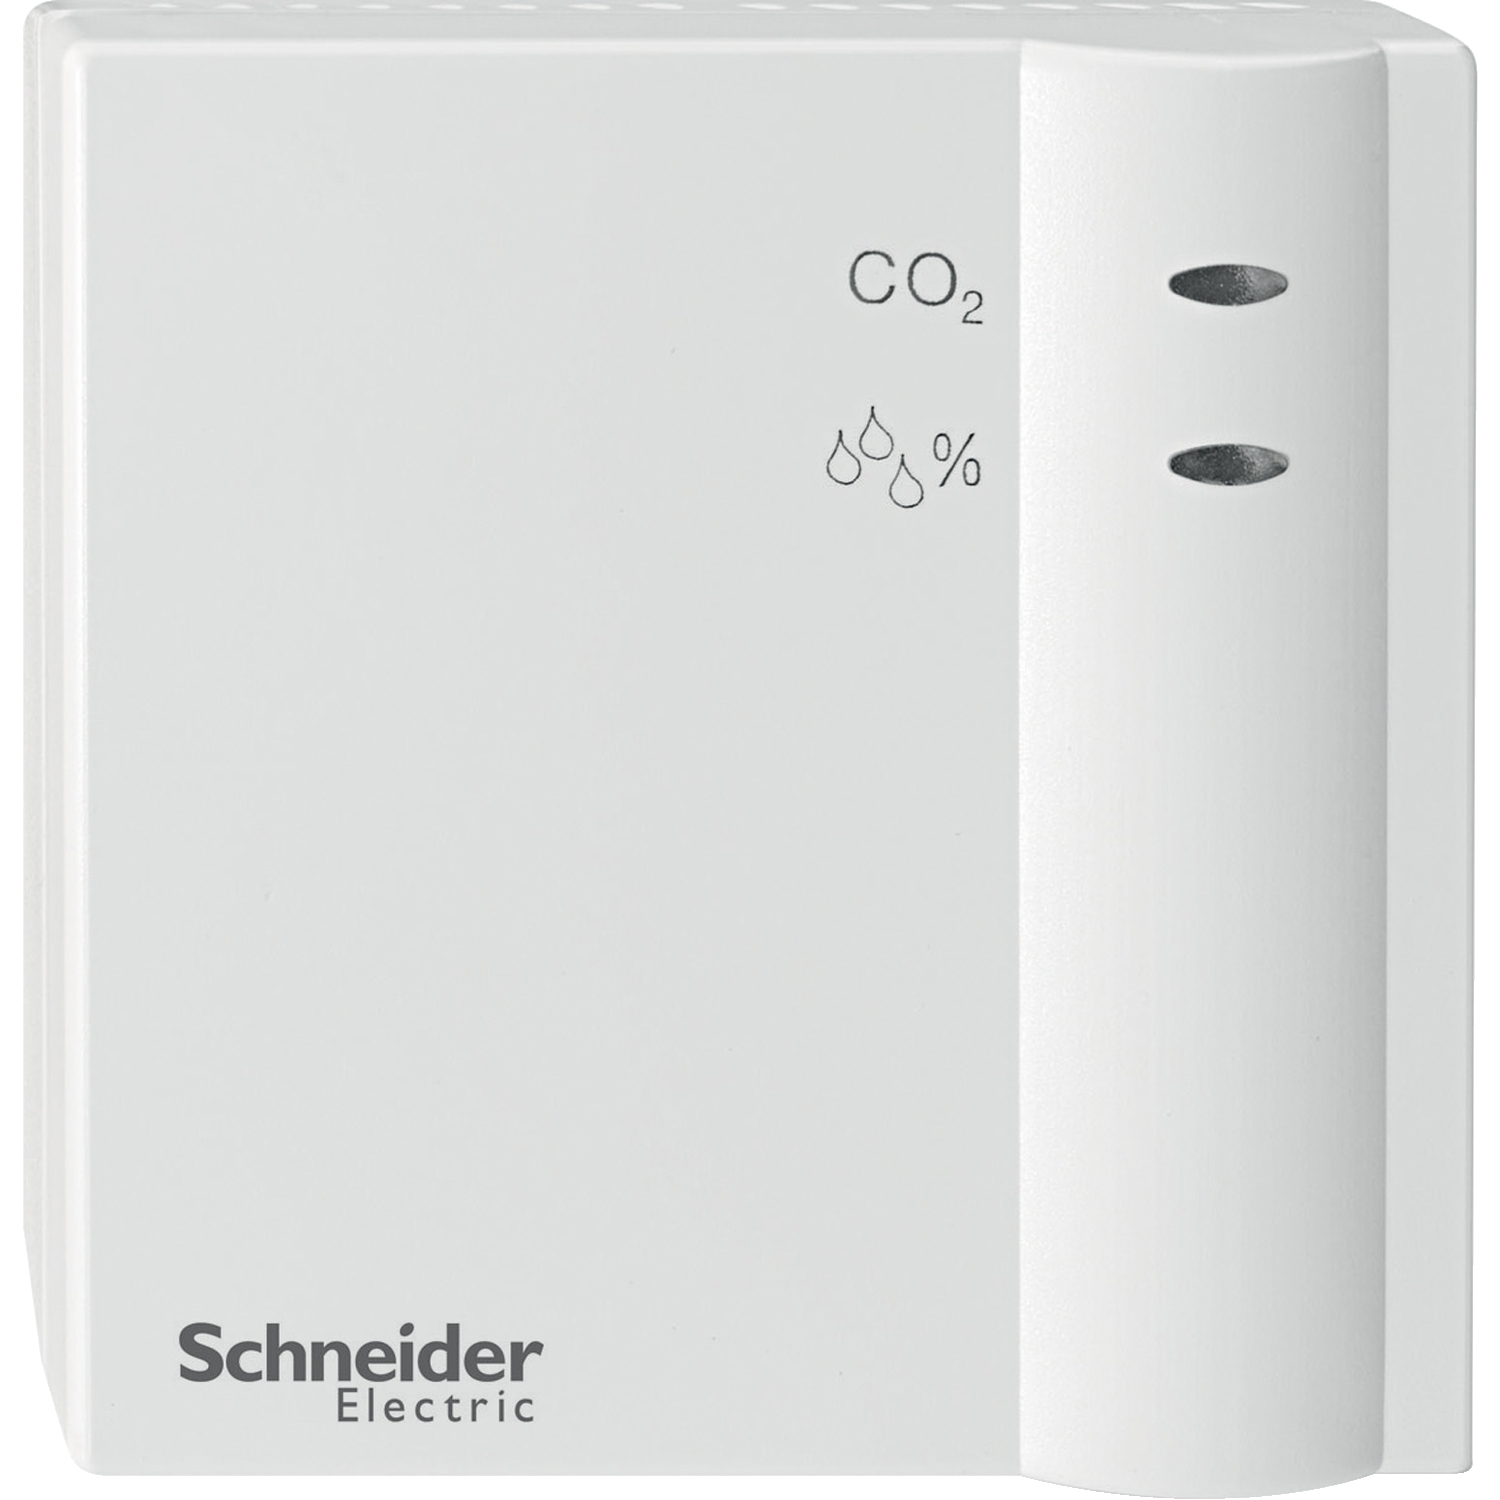 CO₂
%
Schneider
Electric